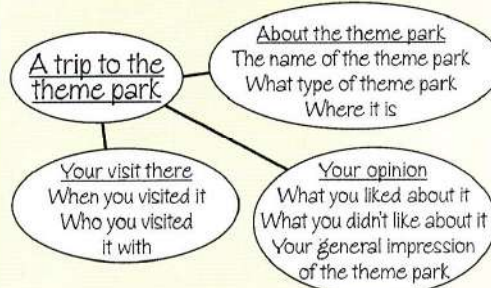 A trip to the
theme park
About the theme park
The name of the theme park
What type of theme park
Where it is
Your visit there
When you visited it
Who you visited
it with
Your opinion
What you liked about it
What you didn't like about it
Your general impression
of the theme park